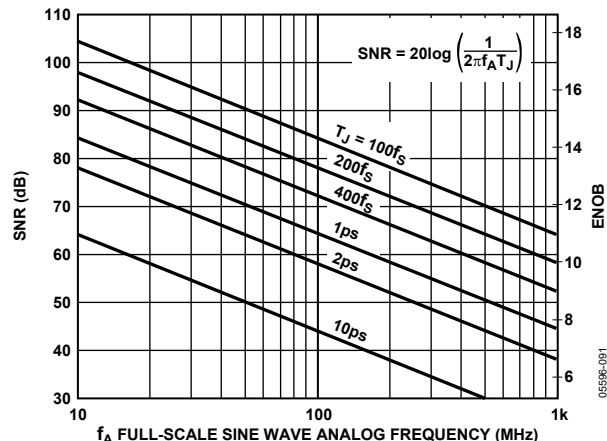 110
100
90
80
70
60
50
40
30
SNR (dB)
18
16
14
12
10
8
6
ENOB
SNR = 20log (1 / 2πfATJ)
TJ = 100fS
200fS
400fS
1ps
2ps
10ps
10
100
1k
fA FULL-SCALE SINE WAVE ANALOG FREQUENCY (MHz)
05596-091